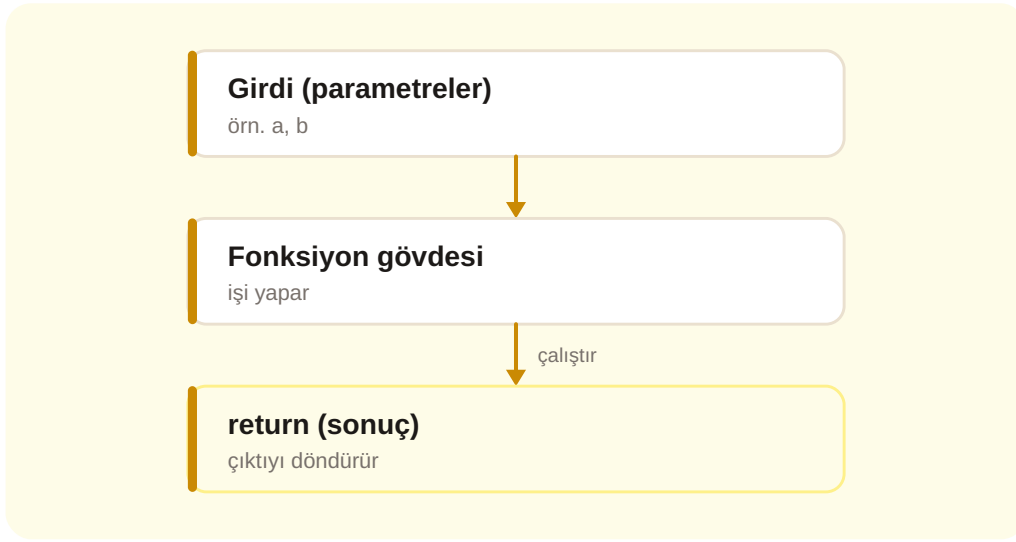 Girdi (parametreler)
örn. a, b
Fonksiyon gövdesi
işi yapar
çalıştır
return (sonuç)
çıktıyı döndürür